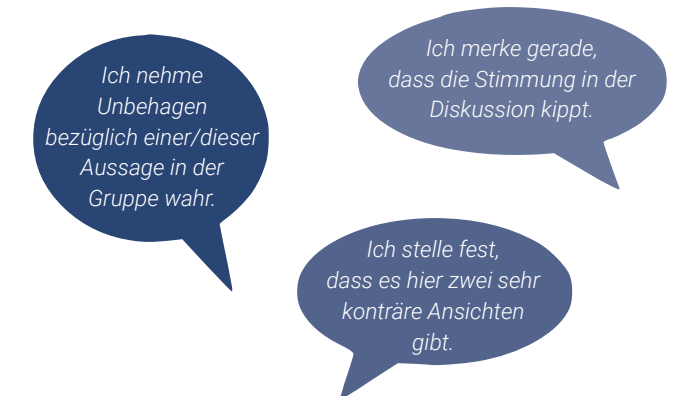 Ich nehme
Unbehagen
bezüglich einer/dieser
Aussage in der
Gruppe wahr.
Ich merke gerade,
dass die Stimmung in der
Diskussion kippt.
Ich stelle fest,
dass es hier zwei sehr
konträre Ansichten
gibt.